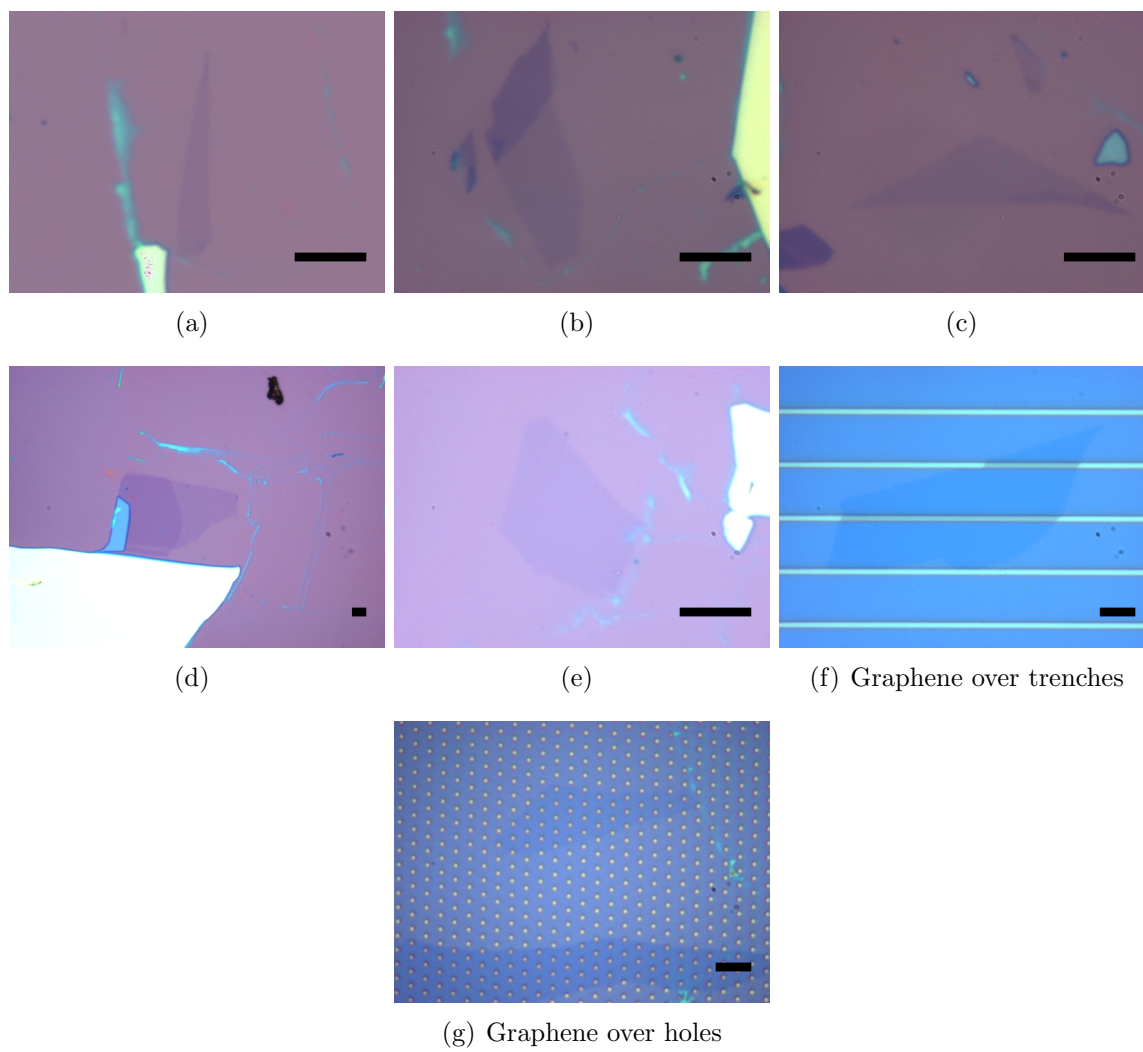 (a)
(b)
(c)
(d)
(e)
(f) Graphene over trenches
(g) Graphene over holes